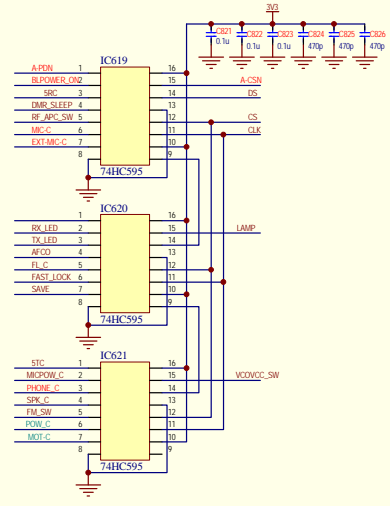 3V3
C821 C822 C823 C824 C825 C826
0.1u 0.1u 0.1u 470p 470p 470p
IC619
A-PDN 1 16
BLPOWER_ON 2 15 A-CSN
5RC 3 14 DS
DMR_SLEEP 4 13
RF_APC_SW 5 12 CS
MIC-C 6 11 CLK
EXT-MIC-C 7 10
8 9
74HC595
IC620
1 16
RX_LED 2 15 LAMP
TX_LED 3 14
AFCO 4 13
FL_C 5 12
FAST_LOCK 6 11
SAVE 7 10
8 9
74HC595
IC621
5TC 1 16
MICPOW_C 2 15 VCOVCC_SW
PHONE_C 3 14
SPK_C 4 13
FM_SW 5 12
POW_C 6 11
MOT-C 7 10
8 9
74HC595